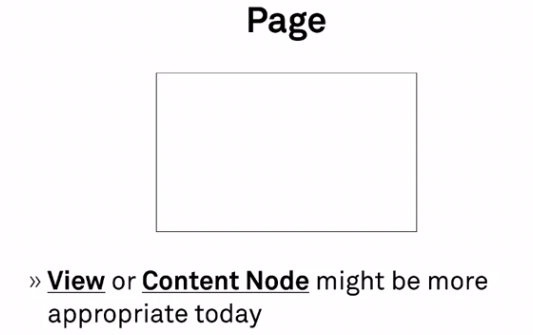 Page
» View or Content Node might be more
appropriate today